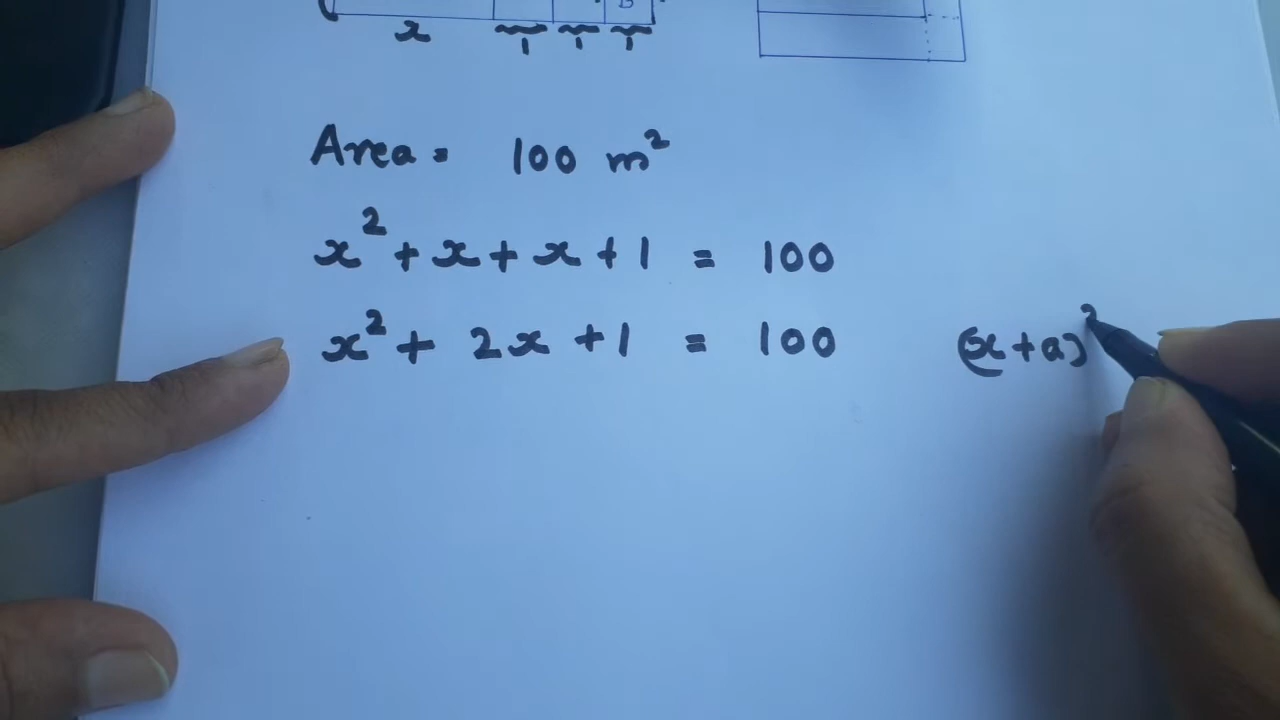 B
x 1 1 1
Area = 100 m²
x² + x + x + 1 = 100
x² + 2x + 1 = 100 (x + a)²